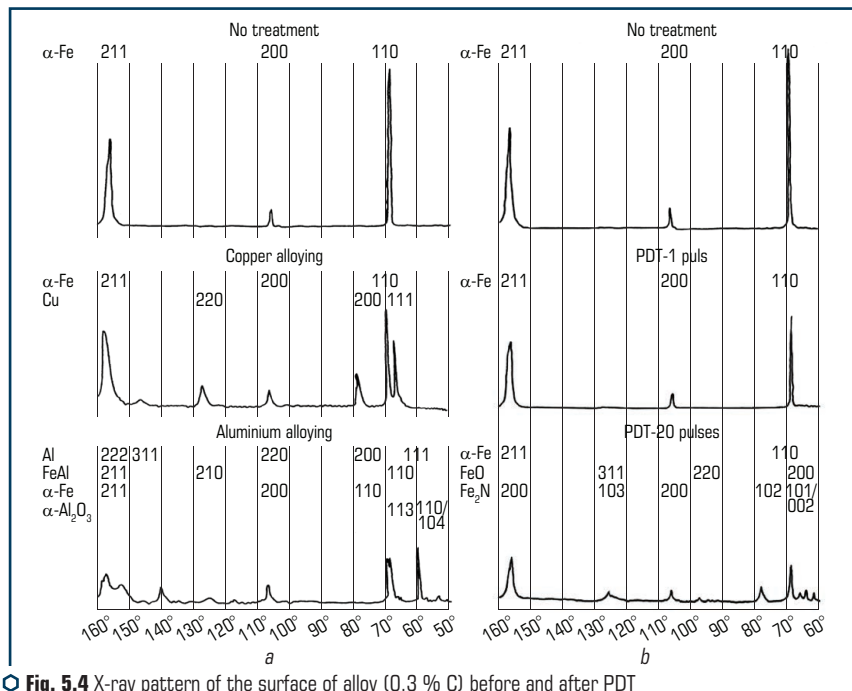 No treatment
α-Fe 211 200 110
Copper alloying
α-Fe 211 200 110
Cu 220 200 111
Aluminium alloying
Al 222 311 220 200 111
FeAl 211 210 110
α-Fe 211 200 110
α-Al₂O₃ 113 110/104
160° 150° 140° 130° 120° 110° 100° 90° 80° 70° 60° 50°
a
No treatment
α-Fe 211 200 110
PDT-1 puls
α-Fe 211 200 110
PDT-20 pulses
α-Fe 211 110
FeO 311 220 200
Fe₂N 200 103 200 102 101/002
160° 150° 140° 130° 120° 110° 100° 90° 80° 70° 60°
b
Fig. 5.4 X-ray pattern of the surface of alloy (0.3 % C) before and after PDT